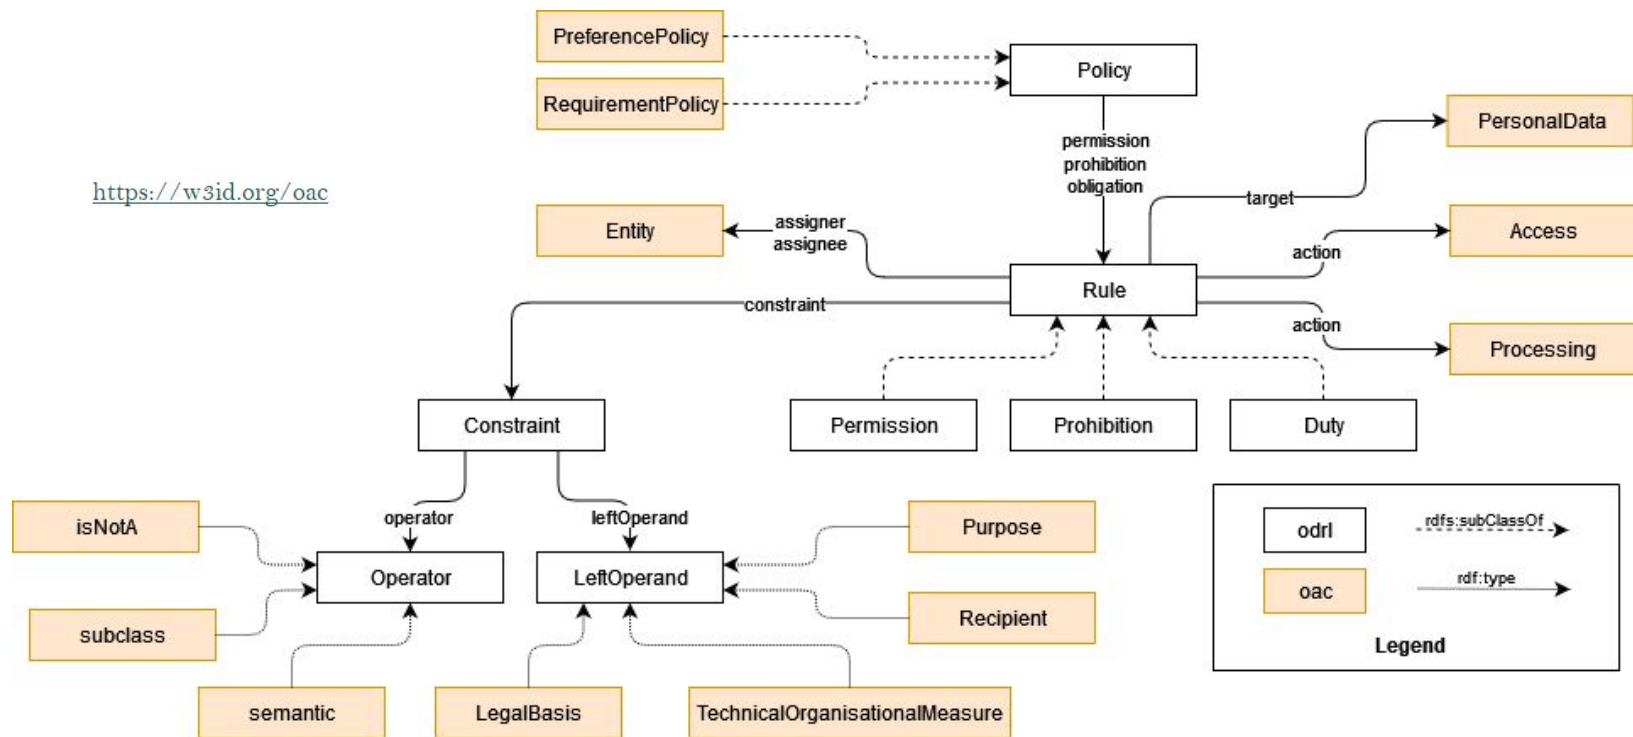 PreferencePolicy
Policy
RequirementPolicy
PersonalData
permission
prohibition
obligation
https://w3id.org/oac
target
Entity
assigner
assignee
Access
action
Rule
constraint
action
Processing
Constraint
Permission
Prohibition
Duty
isNotA
operator
leftOperand
Purpose
odrl
rdfs:subClassOf
Operator
LeftOperand
oac
rdf:type
subclass
Recipient
Legend
semantic
LegalBasis
TechnicalOrganisationalMeasure